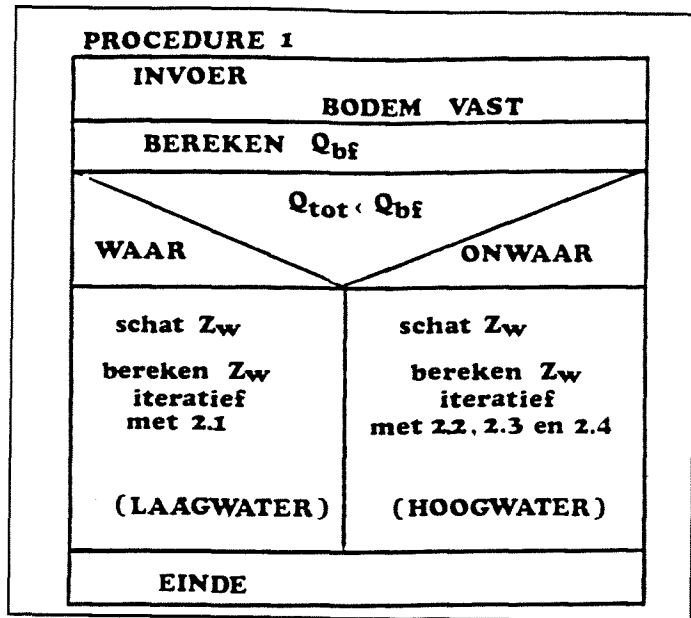 PROCEDURE 1
INVOER
BODEM VAST
BEREKEN Qbf
Qtot < Qbf
WAAR
ONWAAR
schat Zw
bereken Zw
iteratief
met 2.1
(LAAGWATER)
schat Zw
bereken Zw
iteratief
met 2.2, 2.3 en 2.4
(HOOGWATER)
EINDE